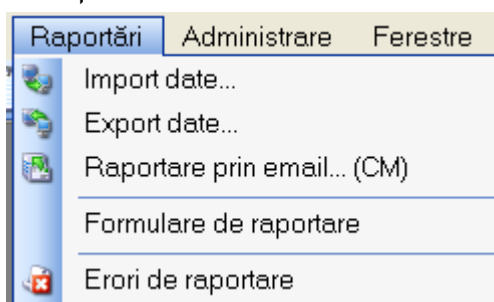 Raportări Administrare Ferestre
Import date...
Export date...
Raportare prin email... (CM)
Formulare de raportare
Erori de raportare